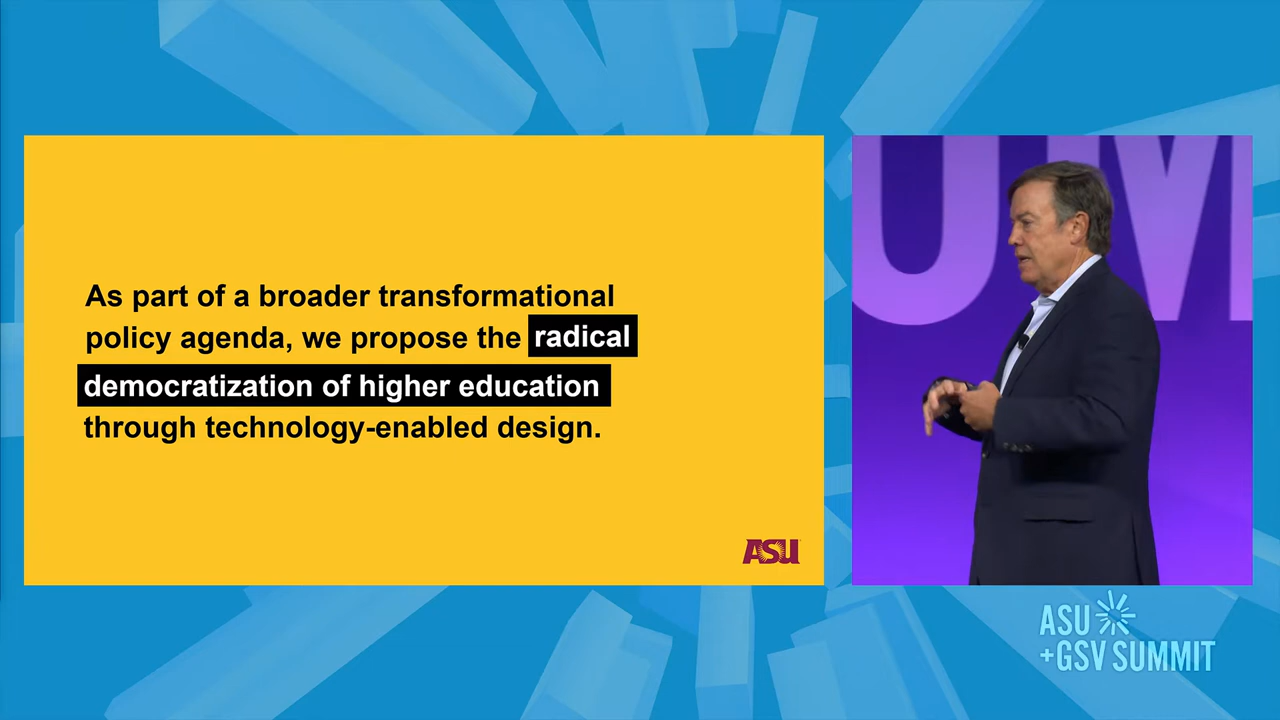 As part of a broader transformational
policy agenda, we propose the radical
democratization of higher education
through technology-enabled design.
ASU
UM
ASU
+GSV SUMMIT